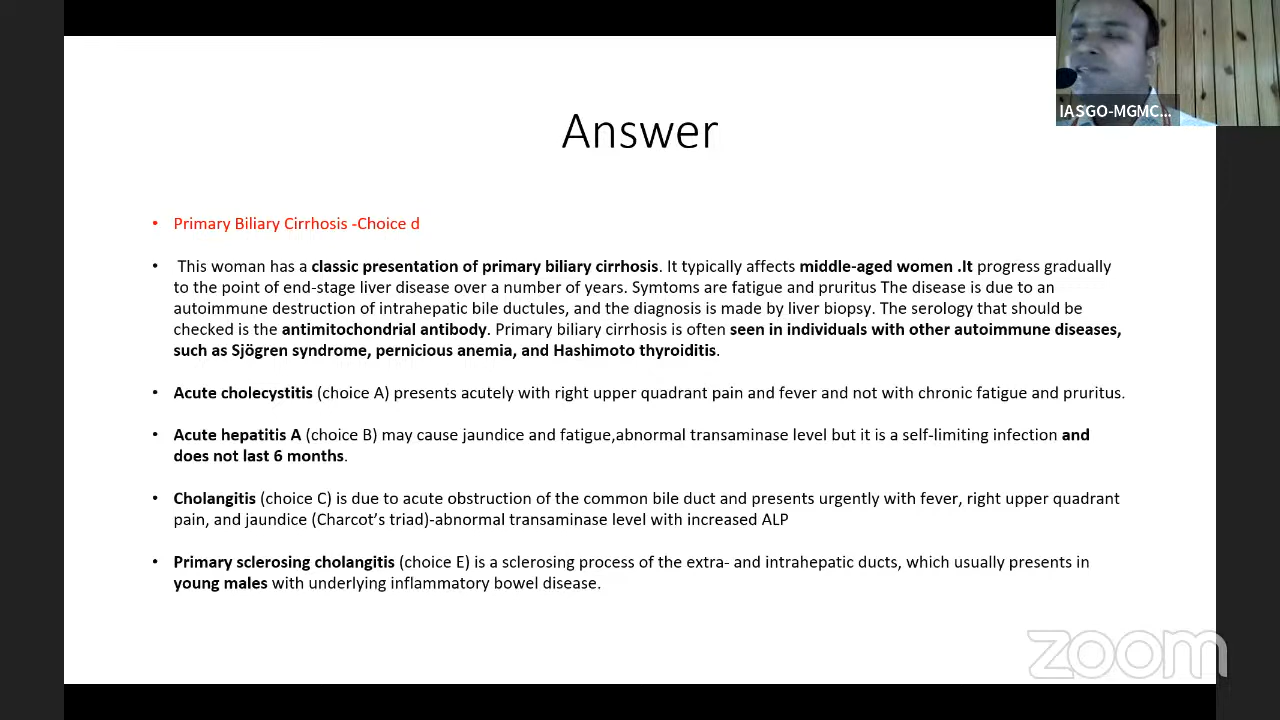 IASGO-MGMC...
Answer
• Primary Biliary Cirrhosis -Choice d
• This woman has a classic presentation of primary biliary cirrhosis. It typically affects middle-aged women .It progress gradually
to the point of end-stage liver disease over a number of years. Symtoms are fatigue and pruritus The disease is due to an
autoimmune destruction of intrahepatic bile ductules, and the diagnosis is made by liver biopsy. The serology that should be
checked is the antimitochondrial antibody. Primary biliary cirrhosis is often seen in individuals with other autoimmune diseases,
such as Sjögren syndrome, pernicious anemia, and Hashimoto thyroiditis.
• Acute cholecystitis (choice A) presents acutely with right upper quadrant pain and fever and not with chronic fatigue and pruritus.
• Acute hepatitis A (choice B) may cause jaundice and fatigue,abnormal transaminase level but it is a self-limiting infection and
does not last 6 months.
• Cholangitis (choice C) is due to acute obstruction of the common bile duct and presents urgently with fever, right upper quadrant
pain, and jaundice (Charcot’s triad)-abnormal transaminase level with increased ALP
• Primary sclerosing cholangitis (choice E) is a sclerosing process of the extra- and intrahepatic ducts, which usually presents in
young males with underlying inflammatory bowel disease.
zoom